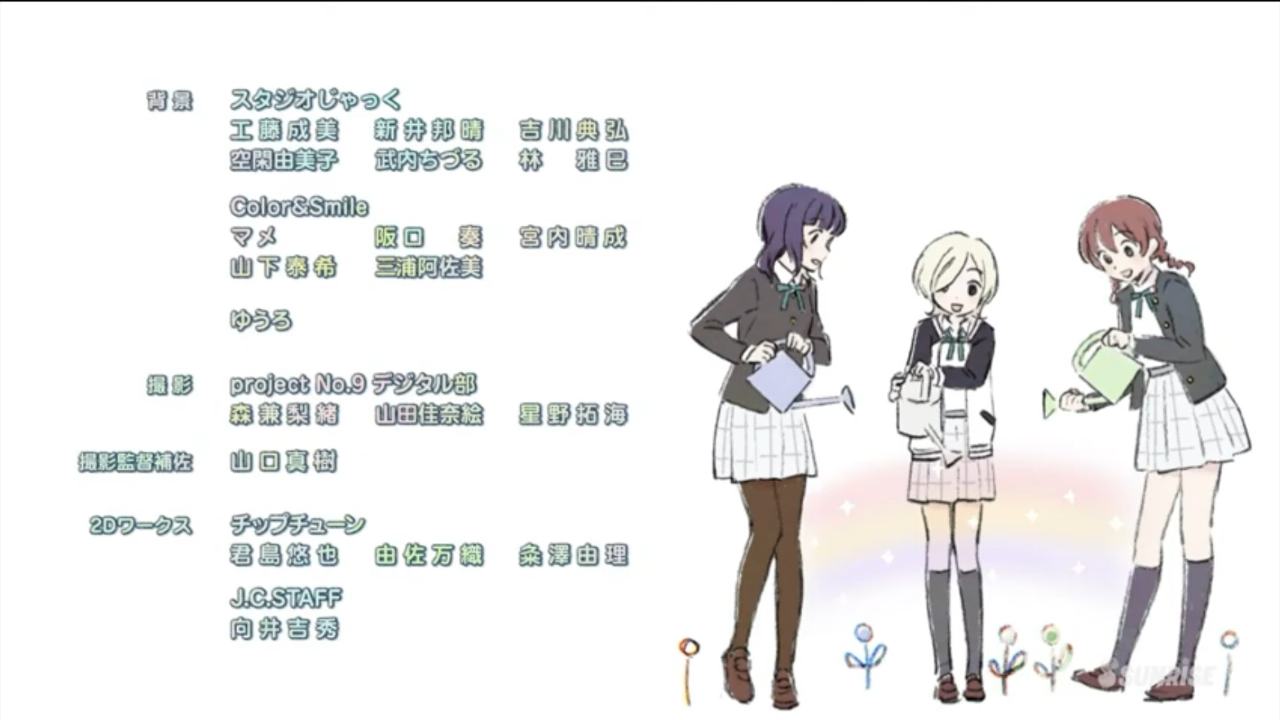 背景 スタジオじゃっく
工藤成美 新井邦晴 吉川典弘
空閑由美子 武内ちづる 林 雅巳
Color&Smile
マメ 阪口 奏 宮内晴成
山下泰希 三浦阿佐美
ゆうろ
撮影 project No.9 デジタル部
森兼梨緒 山田佳奈絵 星野拓海
撮影監督補佐 山口真樹
2Dワークス チップチューン
君島悠也 由佐万織 粂澤由理
J.C.STAFF
向井吉秀
SUNRISE